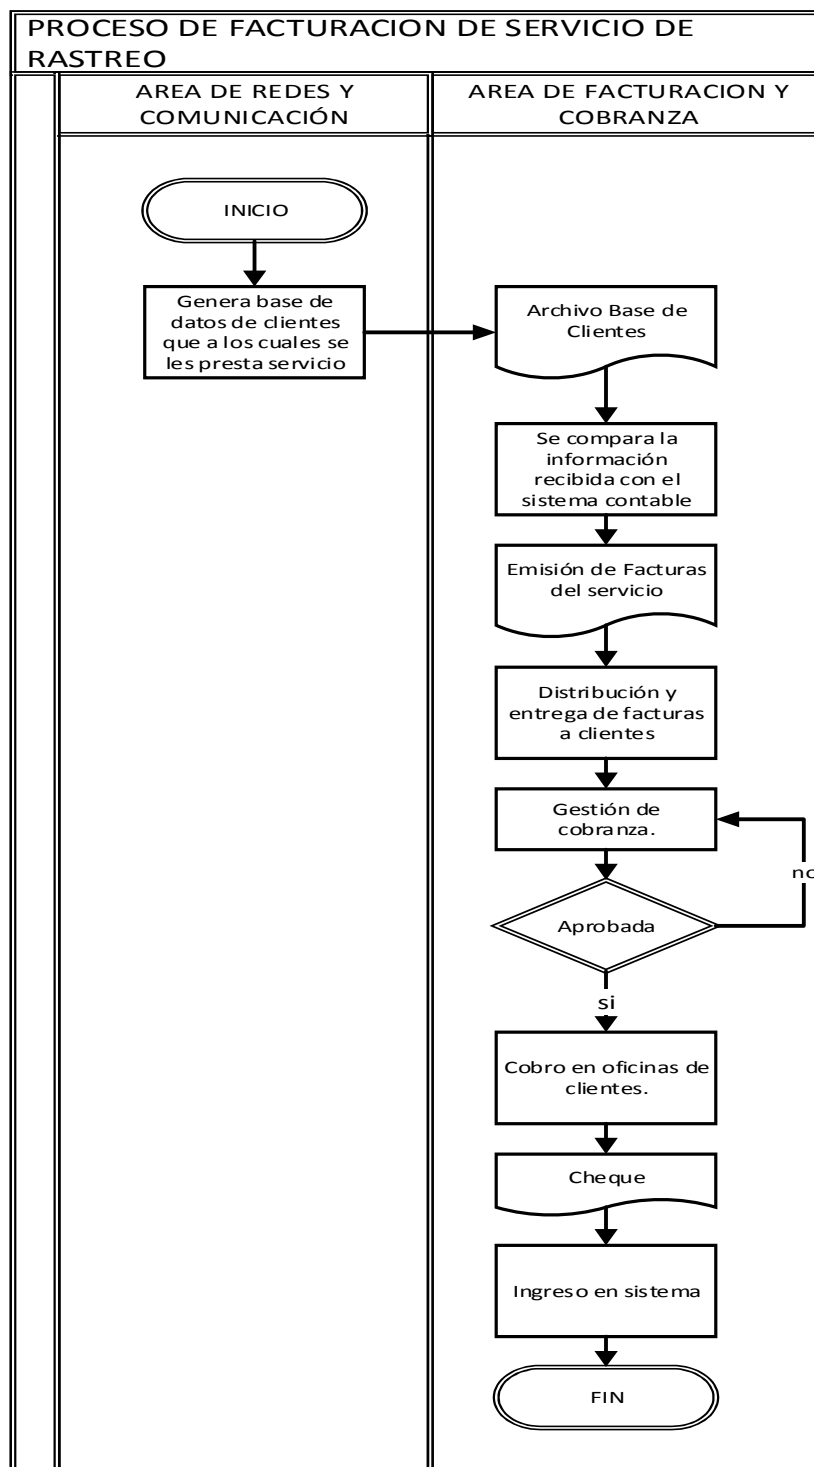 PROCESO DE FACTURACION DE SERVICIO DE
RASTREO
AREA DE REDES Y
COMUNICACIÓN
AREA DE FACTURACION Y
COBRANZA
INICIO
Genera base de
datos de clientes
que a los cuales se
les presta servicio
Archivo Base de
Clientes
Se compara la
información
recibida con el
sistema contable
Emisión de Facturas
del servicio
Distribución y
entrega de facturas
a clientes
Gestión de
cobranza.
no
Aprobada
si
Cobro en oficinas de
clientes.
Cheque
Ingreso en sistema
FIN